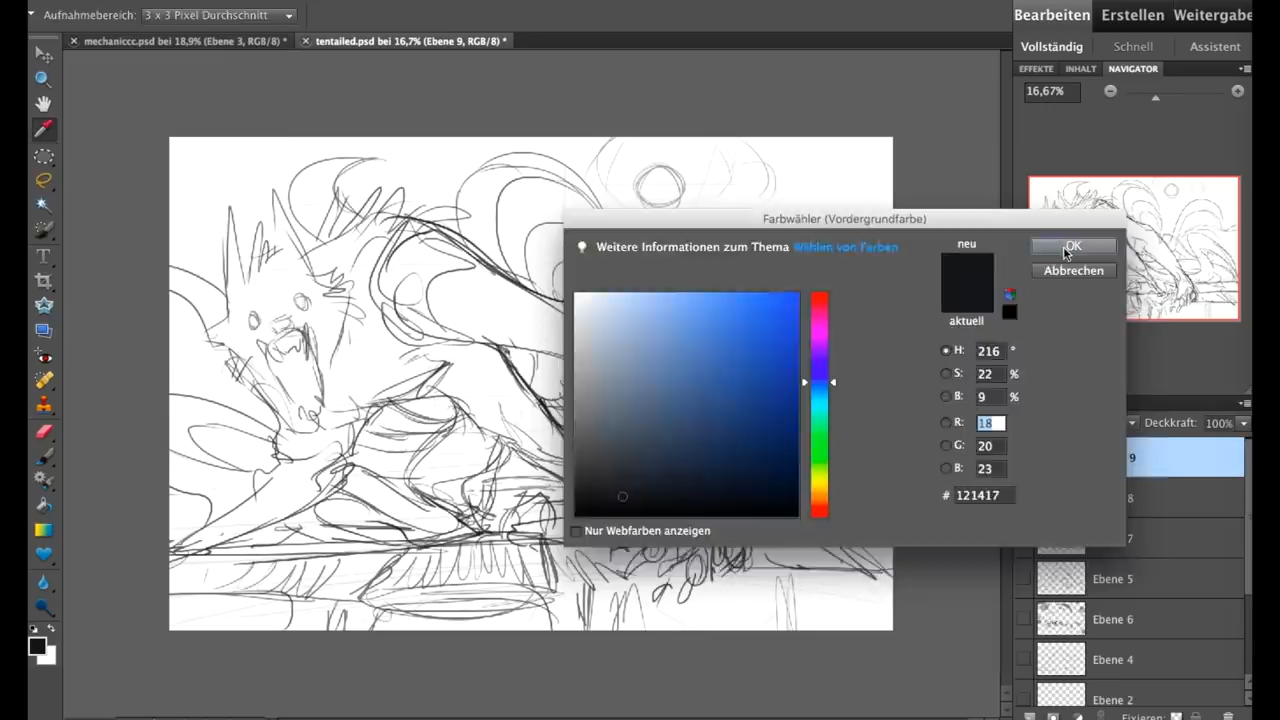 Aufnahmebereich: 3 x 3 Pixel Durchschnitt
Bearbeiten Erstellen Weitergabe
mechaniccc.psd bei 18,9% (Ebene 3, RGB/8) *
tentailed.psd bei 16,7% (Ebene 9, RGB/8) *
Vollständig Schnell Assistent
EFFEKTE INHALT NAVIGATOR
16,67%
Farbwähler (Vordergrundfarbe)
Weitere Informationen zum Thema Wählen von Farben
neu
OK
Abbrechen
aktuell
H: 216 °
S: 22 %
B: 9 %
R: 18
G: 20
B: 23
# 121417
Nur Webfarben anzeigen
Deckkraft: 100%
9
8
7
Ebene 5
Ebene 6
Ebene 4
Ebene 2
Fixieren: